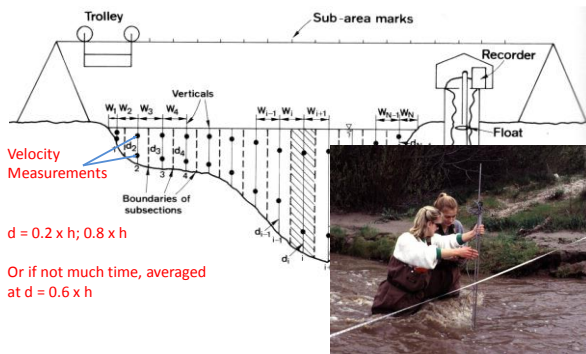 Trolley
Sub-area marks
Recorder
Verticals
W1 W2 W3 W4
Wi-1 Wi Wi+1
WN-1 WN
Float
Velocity
Measurements
d2 d3 d4
2 3 4
Boundaries of
subsections
di-1
i-1
di
i
i+1
d = 0.2 x h; 0.8 x h
Or if not much time, averaged
at d = 0.6 x h